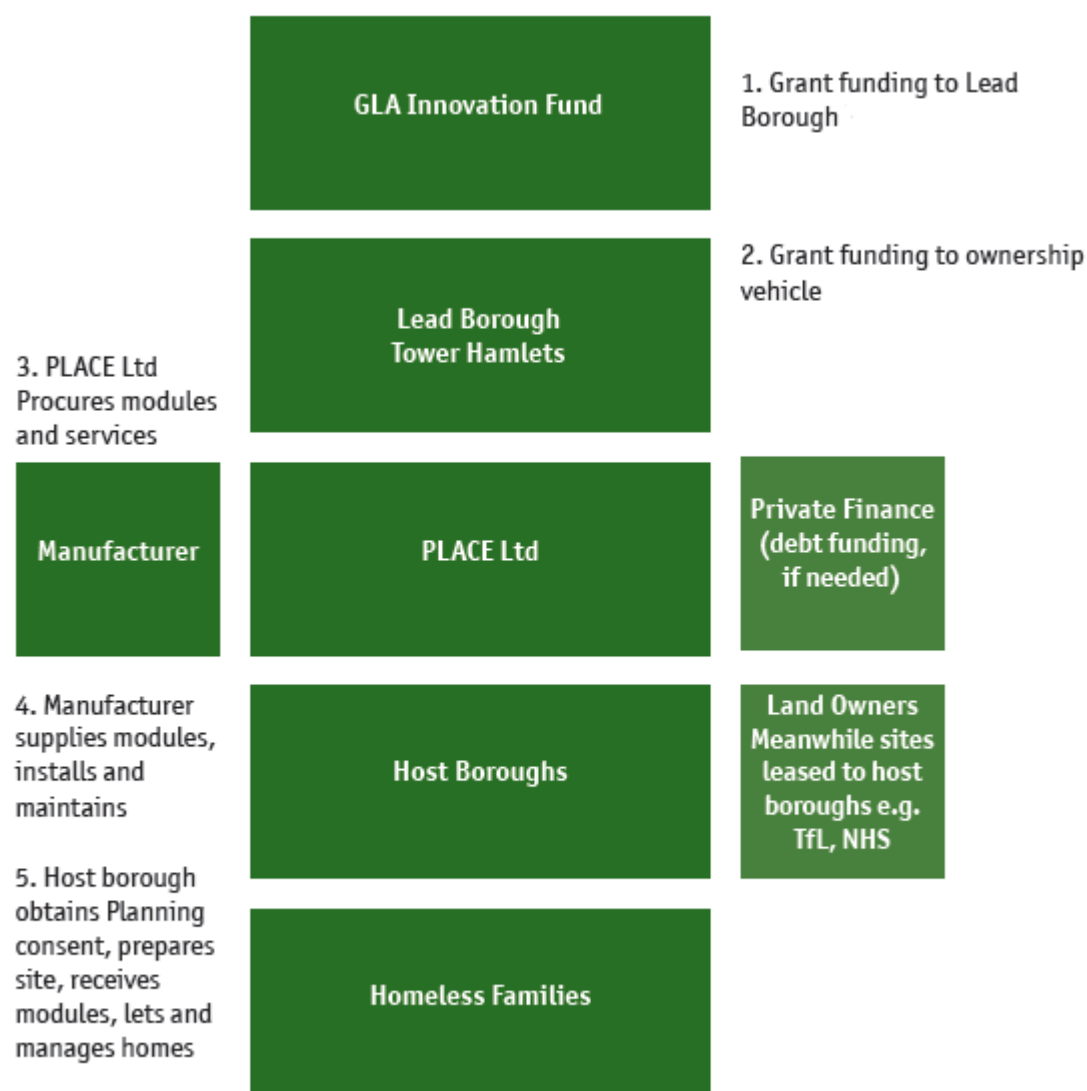 GLA Innovation Fund
1. Grant funding to Lead
Borough
Lead Borough
Tower Hamlets
2. Grant funding to ownership
vehicle
3. PLACE Ltd
Procures modules
and services
Manufacturer
PLACE Ltd
Private Finance
(debt funding,
if needed)
4. Manufacturer
supplies modules,
installs and
maintains
Host Boroughs
Land Owners
Meanwhile sites
leased to host
boroughs e.g.
TfL, NHS
5. Host borough
obtains Planning
consent, prepares
site, receives
modules, lets and
manages homes
Homeless Families